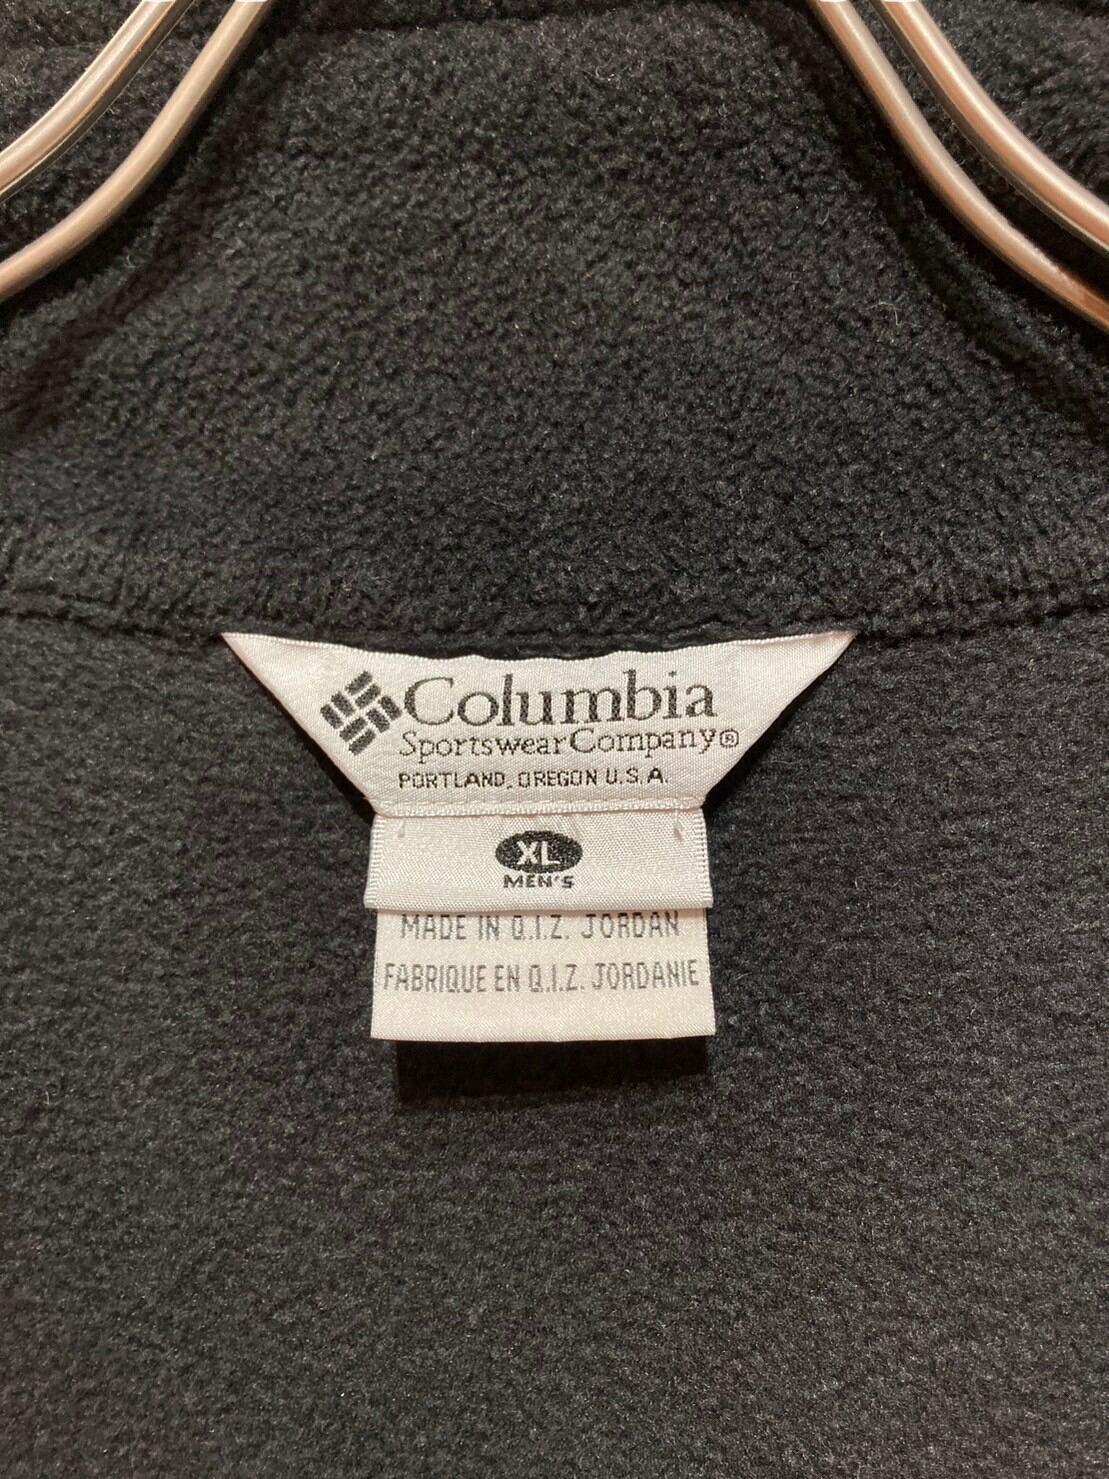 Columbia
Sportswear Company®
PORTLAND, OREGON U.S.A.
XL
MEN'S
MADE IN Q.I.Z. JORDAN
FABRIQUE EN Q.I.Z. JORDANIE